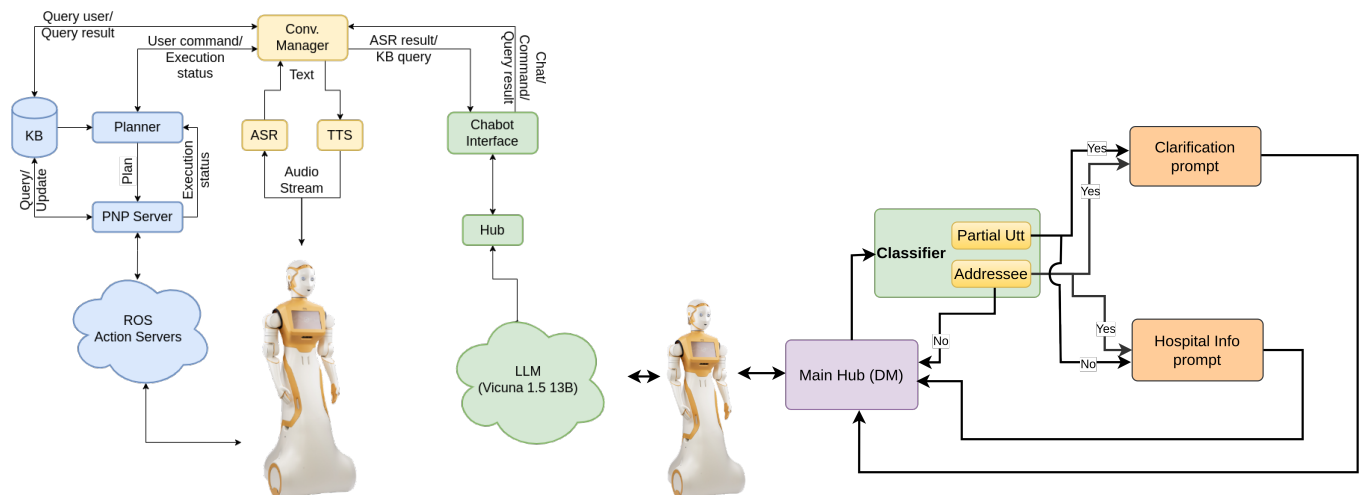 Query user/
Query result
Conv.
Manager
User command/
Execution
status
ASR result/
KB query
Chat/
Command/
Query result
Text
KB
Planner
ASR
TTS
Chabot
Interface
Plan
Execution
status
Query/
Update
Audio
Stream
PNP Server
Hub
ROS
Action Servers
LLM
(Vicuna 1.5 13B)
Main Hub (DM)
Classifier
Partial Utt
Addressee
Yes
Yes
No
Yes
No
Clarification
prompt
Hospital Info
prompt